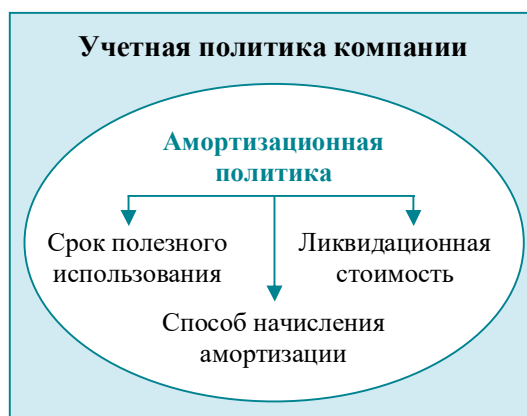 Учетная политика компании
Амортизационная
политика
Срок полезного
использования
Ликвидационная
стоимость
Способ начисления
амортизации